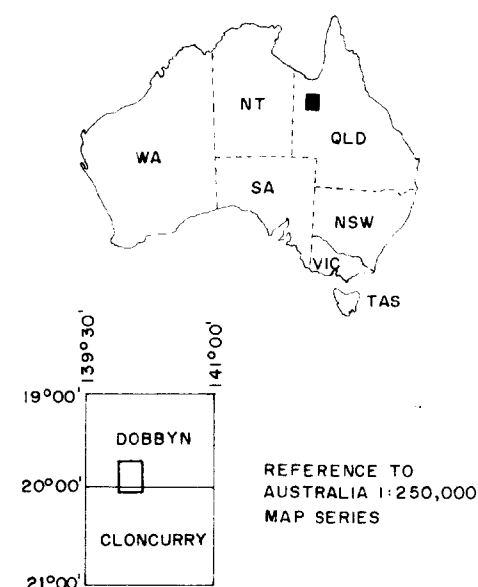 NT
QLD
WA
SA
NSW
VIC
TAS
139°30'
141°00'
19°00'
DOBBYN
20°00'
CLONCURRY
21°00'
REFERENCE TO
AUSTRALIA 1:250,000
MAP SERIES